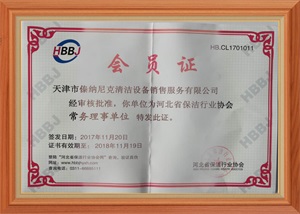 HBBJ
HB.CL1701011
会员证
天津市保纳尼克清洁设备销售服务有限公司
经审核批准，你单位为河北省保洁行业协会
常务理事单位 特发此证。
签发日期：2017年11月20日
证书有效至：2018年11月19日
河北省保洁行业协会